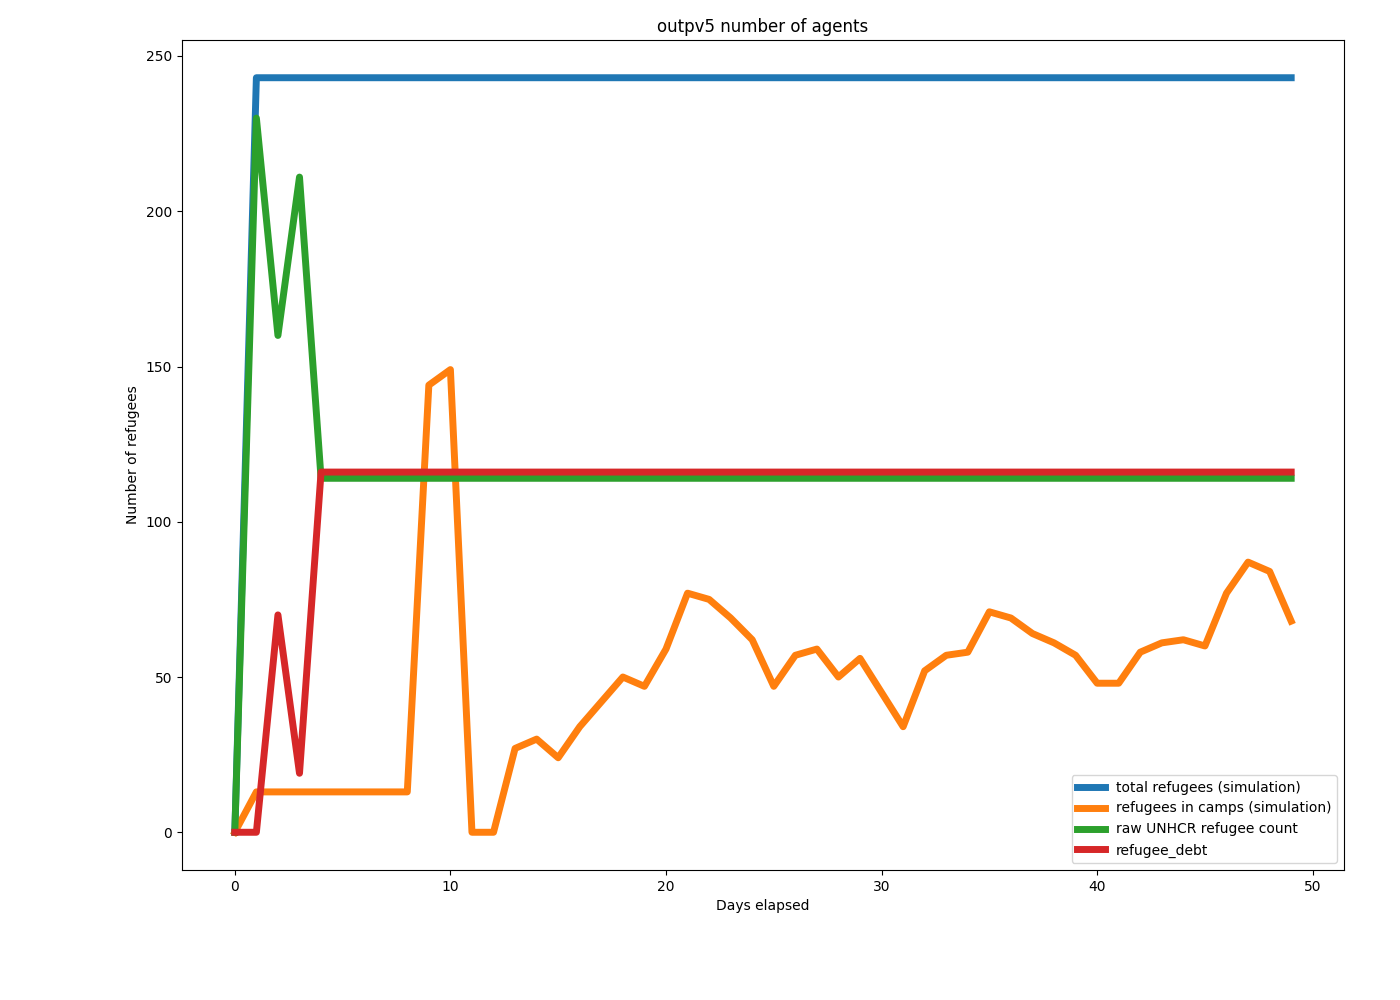 outpv5 number of agents
250
200
150
100
50
0
Number of refugees
0 10 20 30 40 50
Days elapsed
total refugees (simulation)
refugees in camps (simulation)
raw UNHCR refugee count
refugee_debt